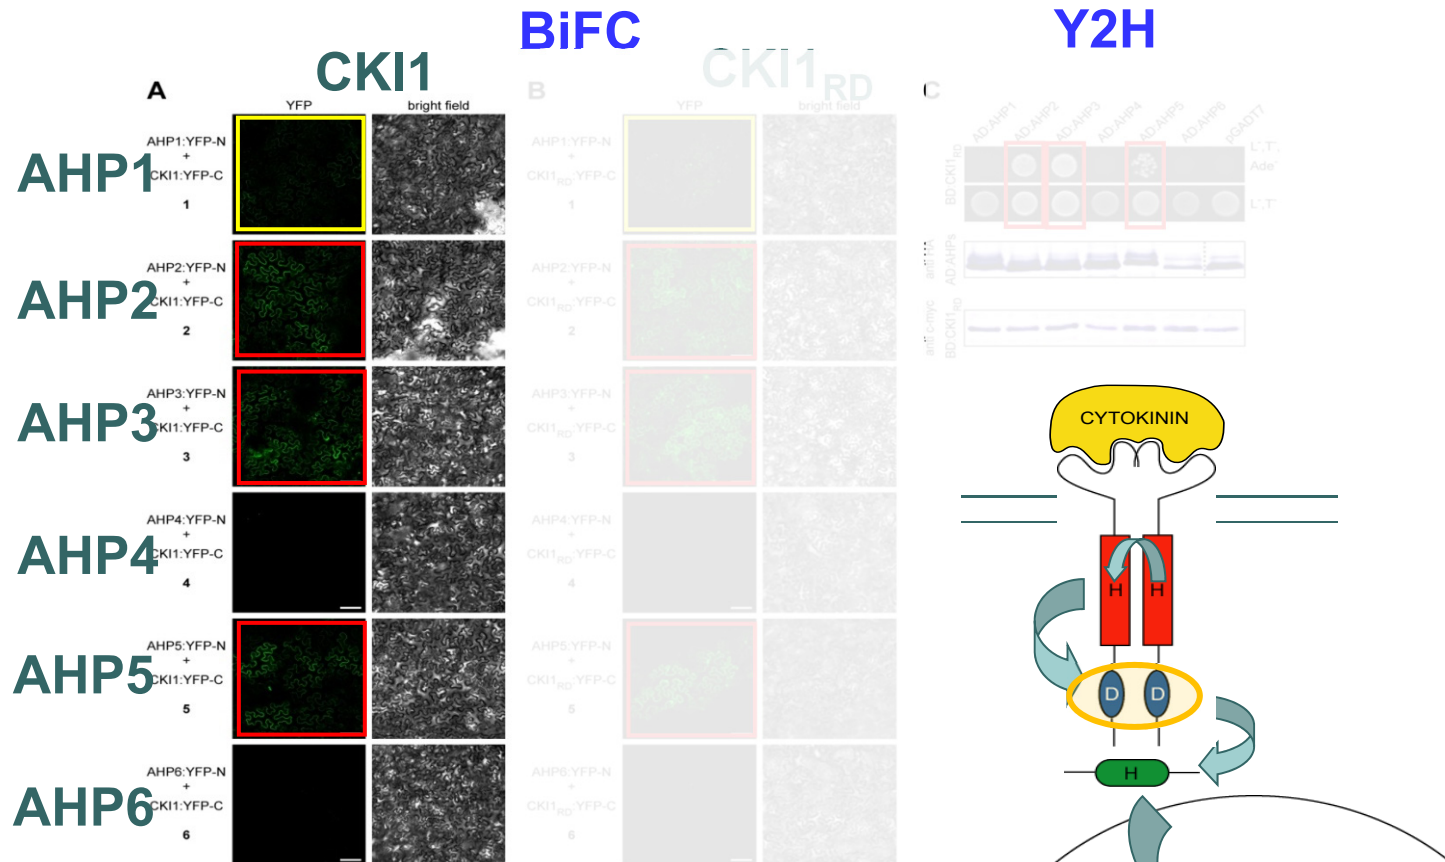 BiFC
Y2H
CKI1
CKI1RD
A
YFP
bright field
B
YFP
bright field
C
AHP1
AHP1:YFP-N
+
CKI1:YFP-C
1
AHP2
AHP2:YFP-N
+
CKI1:YFP-C
2
AHP3
AHP3:YFP-N
+
CKI1:YFP-C
3
AHP4
AHP4:YFP-N
+
CKI1:YFP-C
4
AHP5
AHP5:YFP-N
+
CKI1:YFP-C
5
AHP6
AHP6:YFP-N
+
CKI1:YFP-C
6
AHP1:YFP-N
+
CKI1RD:YFP-C
1
AHP2:YFP-N
+
CKI1RD:YFP-C
2
AHP3:YFP-N
+
CKI1RD:YFP-C
3
AHP4:YFP-N
+
CKI1RD:YFP-C
4
AHP5:YFP-N
+
CKI1RD:YFP-C
5
AHP6:YFP-N
+
CKI1RD:YFP-C
6
AD:AHP1
AD:AHP2
AD:AHP3
AD:AHP4
AD:AHP5
AD:AHP6
pGADT7
BD:CKI1RD
L-,T-,
Ade-
L-,T-
anti HA
AD:AHPs
anti c-myc
BD:CKI1RD
CYTOKININ
H
H
D
D
H